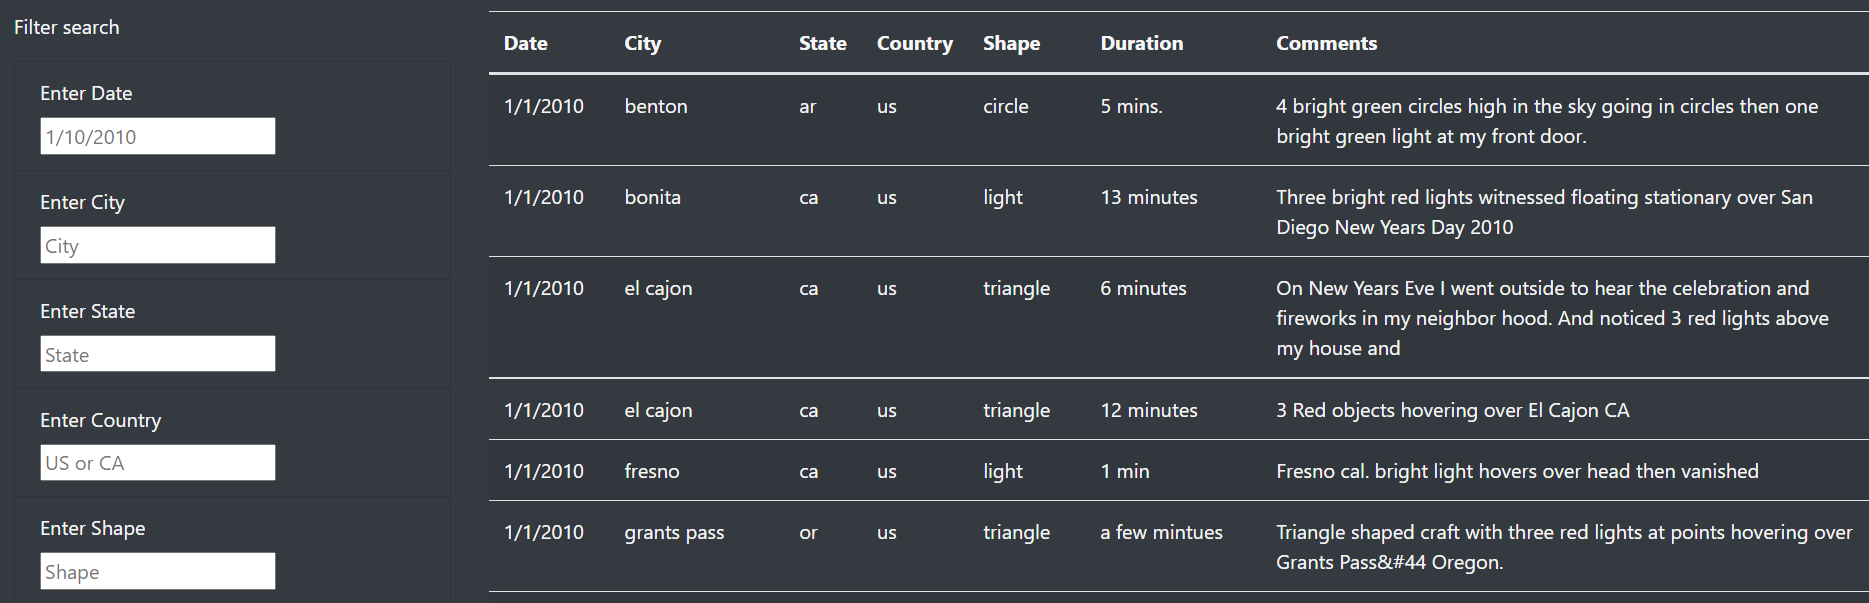 Filter search
Enter Date
1/10/2010
Enter City
City
Enter State
State
Enter Country
US or CA
Enter Shape
Shape
Date City State Country Shape Duration Comments
1/1/2010 benton ar us circle 5 mins. 4 bright green circles high in the sky going in circles then one
bright green light at my front door.
1/1/2010 bonita ca us light 13 minutes Three bright red lights witnessed floating stationary over San
Diego New Years Day 2010
1/1/2010 el cajon ca us triangle 6 minutes On New Years Eve I went outside to hear the celebration and
fireworks in my neighbor hood. And noticed 3 red lights above
my house and
1/1/2010 el cajon ca us triangle 12 minutes 3 Red objects hovering over El Cajon CA
1/1/2010 fresno ca us light 1 min Fresno cal. bright light hovers over head then vanished
1/1/2010 grants pass or us triangle a few mintues Triangle shaped craft with three red lights at points hovering over
Grants Pass&#44 Oregon.